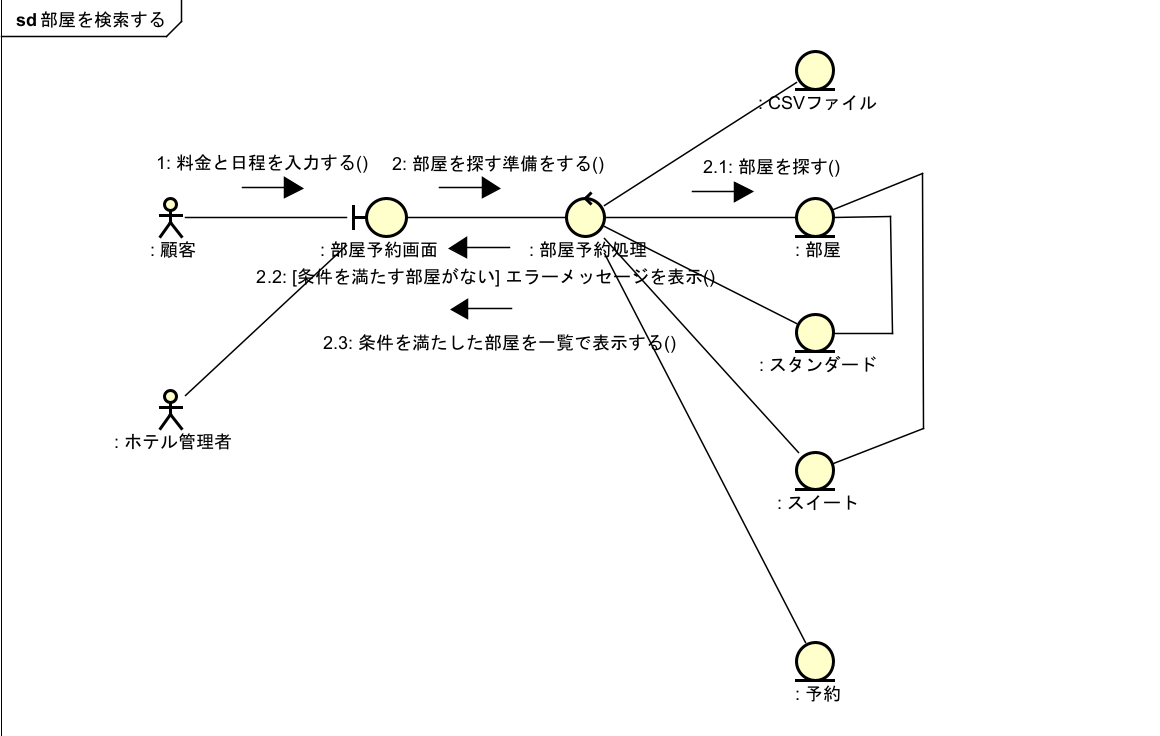 sd 部屋を検索する
: CSVファイル
1: 料金と日程を入力する()
2: 部屋を探す準備をする()
2.1: 部屋を探す()
: 顧客
: 部屋予約画面
: 部屋予約処理
: 部屋
2.2: [条件を満たす部屋がない] エラーメッセージを表示()
2.3: 条件を満たした部屋を一覧で表示する()
: スタンダード
: ホテル管理者
: スイート
: 予約